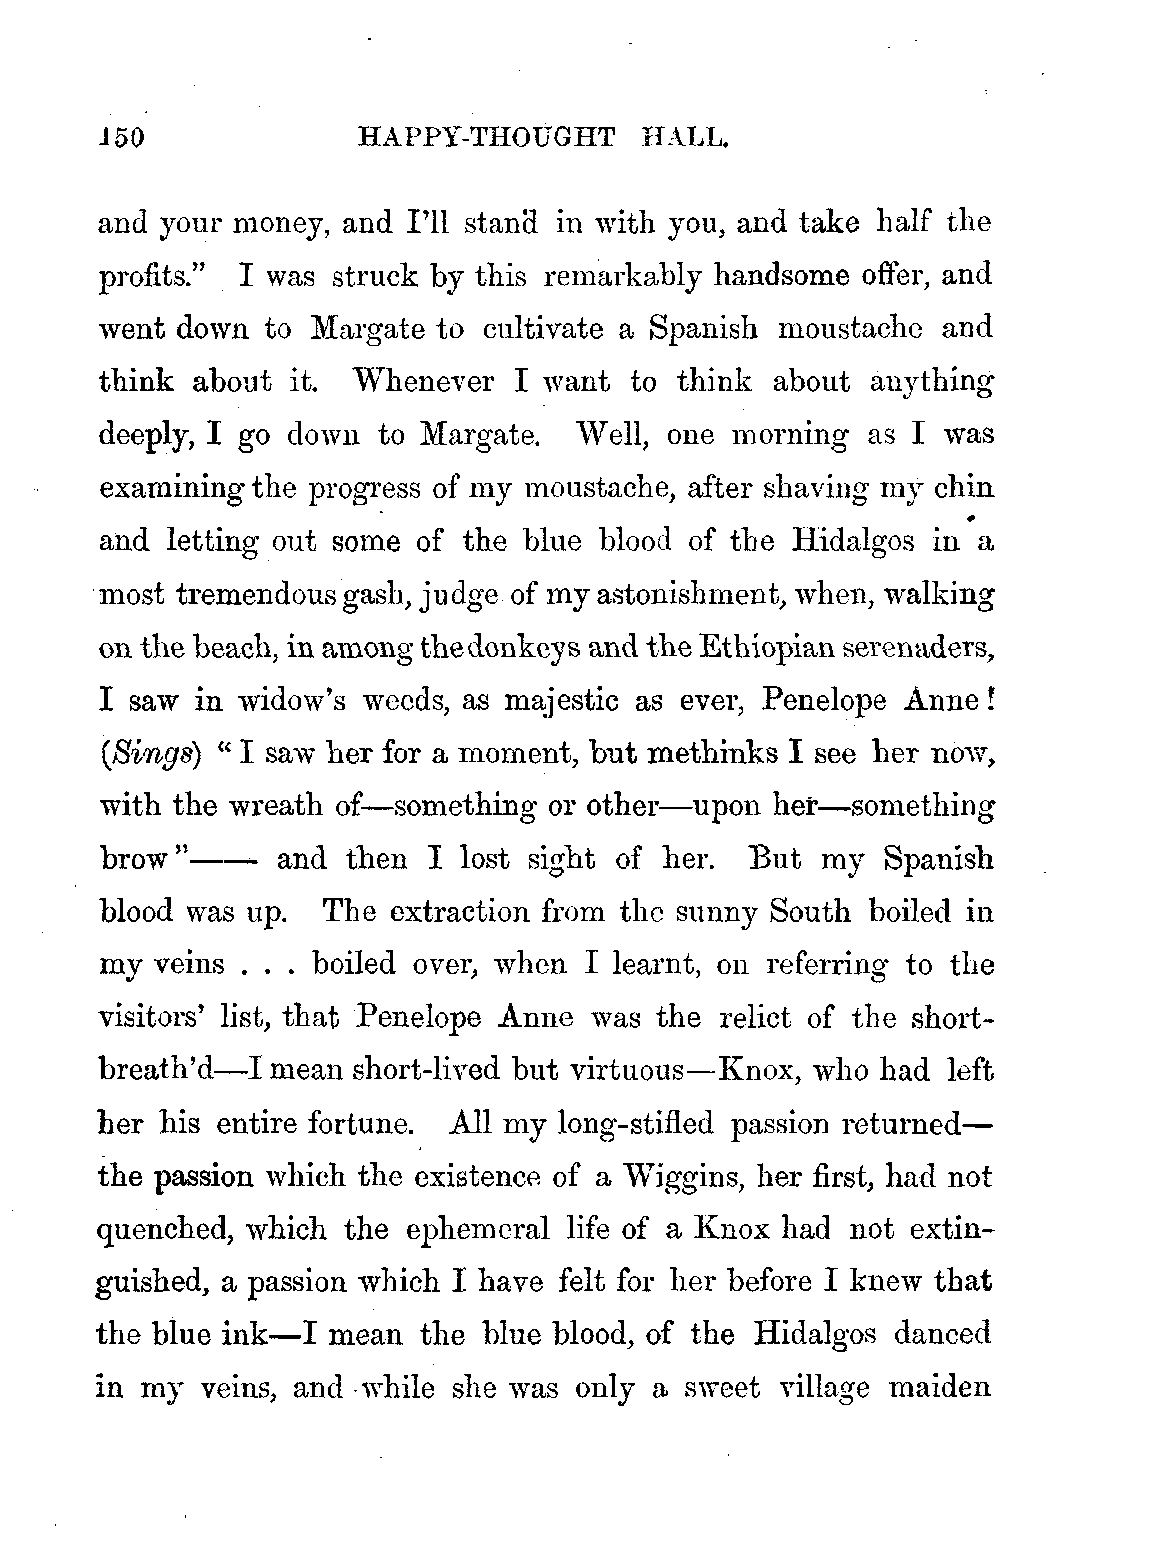 150 HAPPY-THOUGHT HALL.
and your money, and I'll stand in with you, and take half the
profits." I was struck by this remarkably handsome offer, and
went down to Margate to cultivate a Spanish moustache and
think about it. Whenever I want to think about anything
deeply, I go down to Margate. Well, one morning as I was
examining the progress of my moustache, after shaving my chin
and letting out some of the blue blood of the Hidalgos in a
most tremendous gash, judge of my astonishment, when, walking
on the beach, in among the donkeys and the Ethiopian serenaders,
I saw in widow's weeds, as majestic as ever, Penelope Anne!
(Sings) "I saw her for a moment, but methinks I see her now,
with the wreath of—something or other—upon her—something
brow"—— and then I lost sight of her. But my Spanish
blood was up. The extraction from the sunny South boiled in
my veins . . . boiled over, when I learnt, on referring to the
visitors' list, that Penelope Anne was the relict of the short-
breath'd—I mean short-lived but virtuous—Knox, who had left
her his entire fortune. All my long-stifled passion returned—
the passion which the existence of a Wiggins, her first, had not
quenched, which the ephemeral life of a Knox had not extin-
guished, a passion which I have felt for her before I knew that
the blue ink—I mean the blue blood, of the Hidalgos danced
in my veins, and while she was only a sweet village maiden